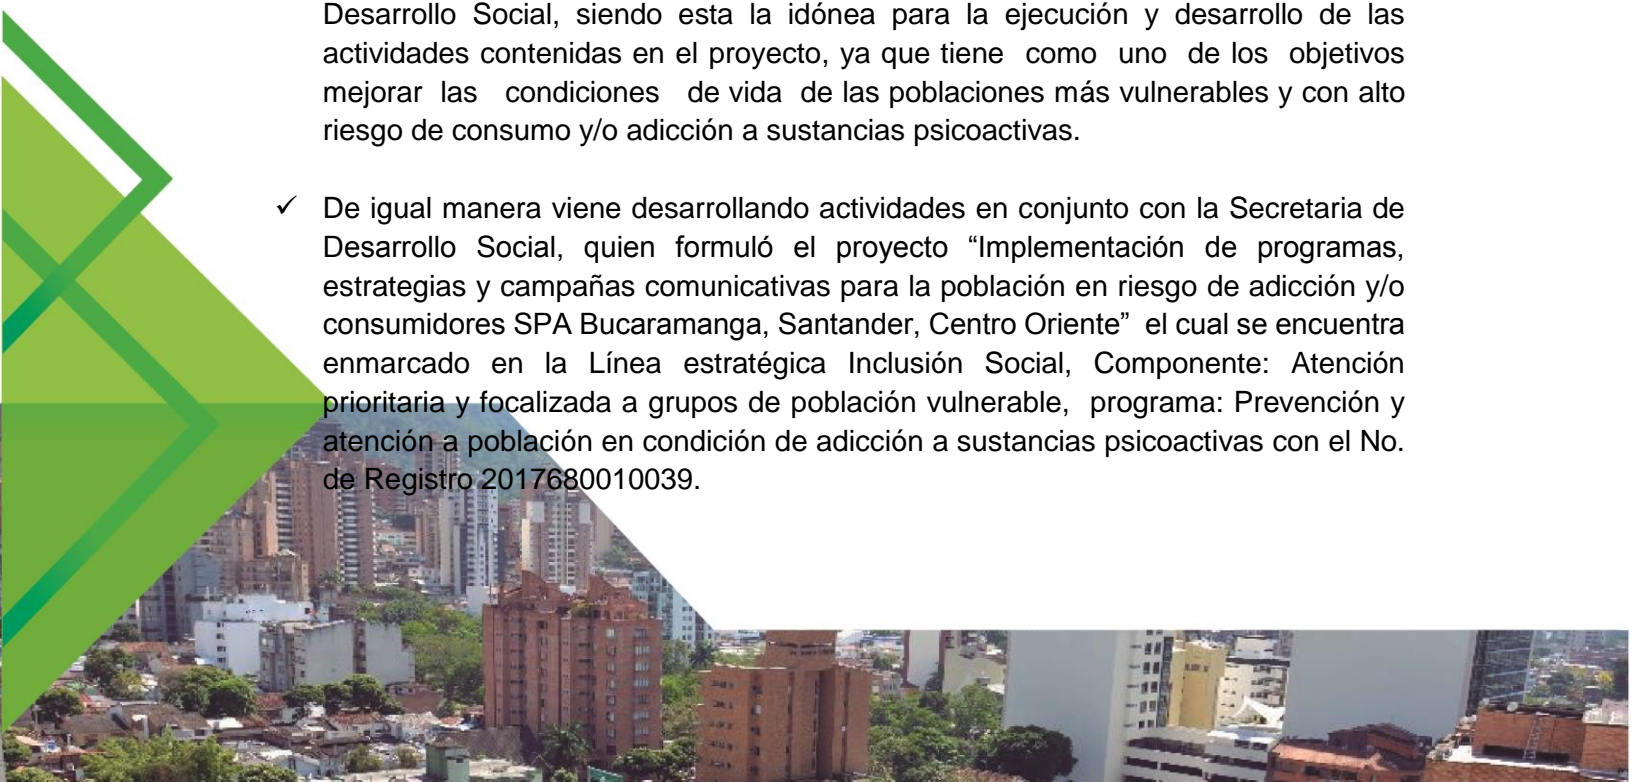 Desarrollo Social, siendo esta la idónea para la ejecución y desarrollo de las
actividades contenidas en el proyecto, ya que tiene como uno de los objetivos
mejorar las condiciones de vida de las poblaciones más vulnerables y con alto
riesgo de consumo y/o adicción a sustancias psicoactivas.
✓ De igual manera viene desarrollando actividades en conjunto con la Secretaria de
Desarrollo Social, quien formuló el proyecto “Implementación de programas,
estrategias y campañas comunicativas para la población en riesgo de adicción y/o
consumidores SPA Bucaramanga, Santander, Centro Oriente” el cual se encuentra
enmarcado en la Línea estratégica Inclusión Social, Componente: Atención
prioritaria y focalizada a grupos de población vulnerable, programa: Prevención y
atención a población en condición de adicción a sustancias psicoactivas con el No.
de Registro 2017680010039.